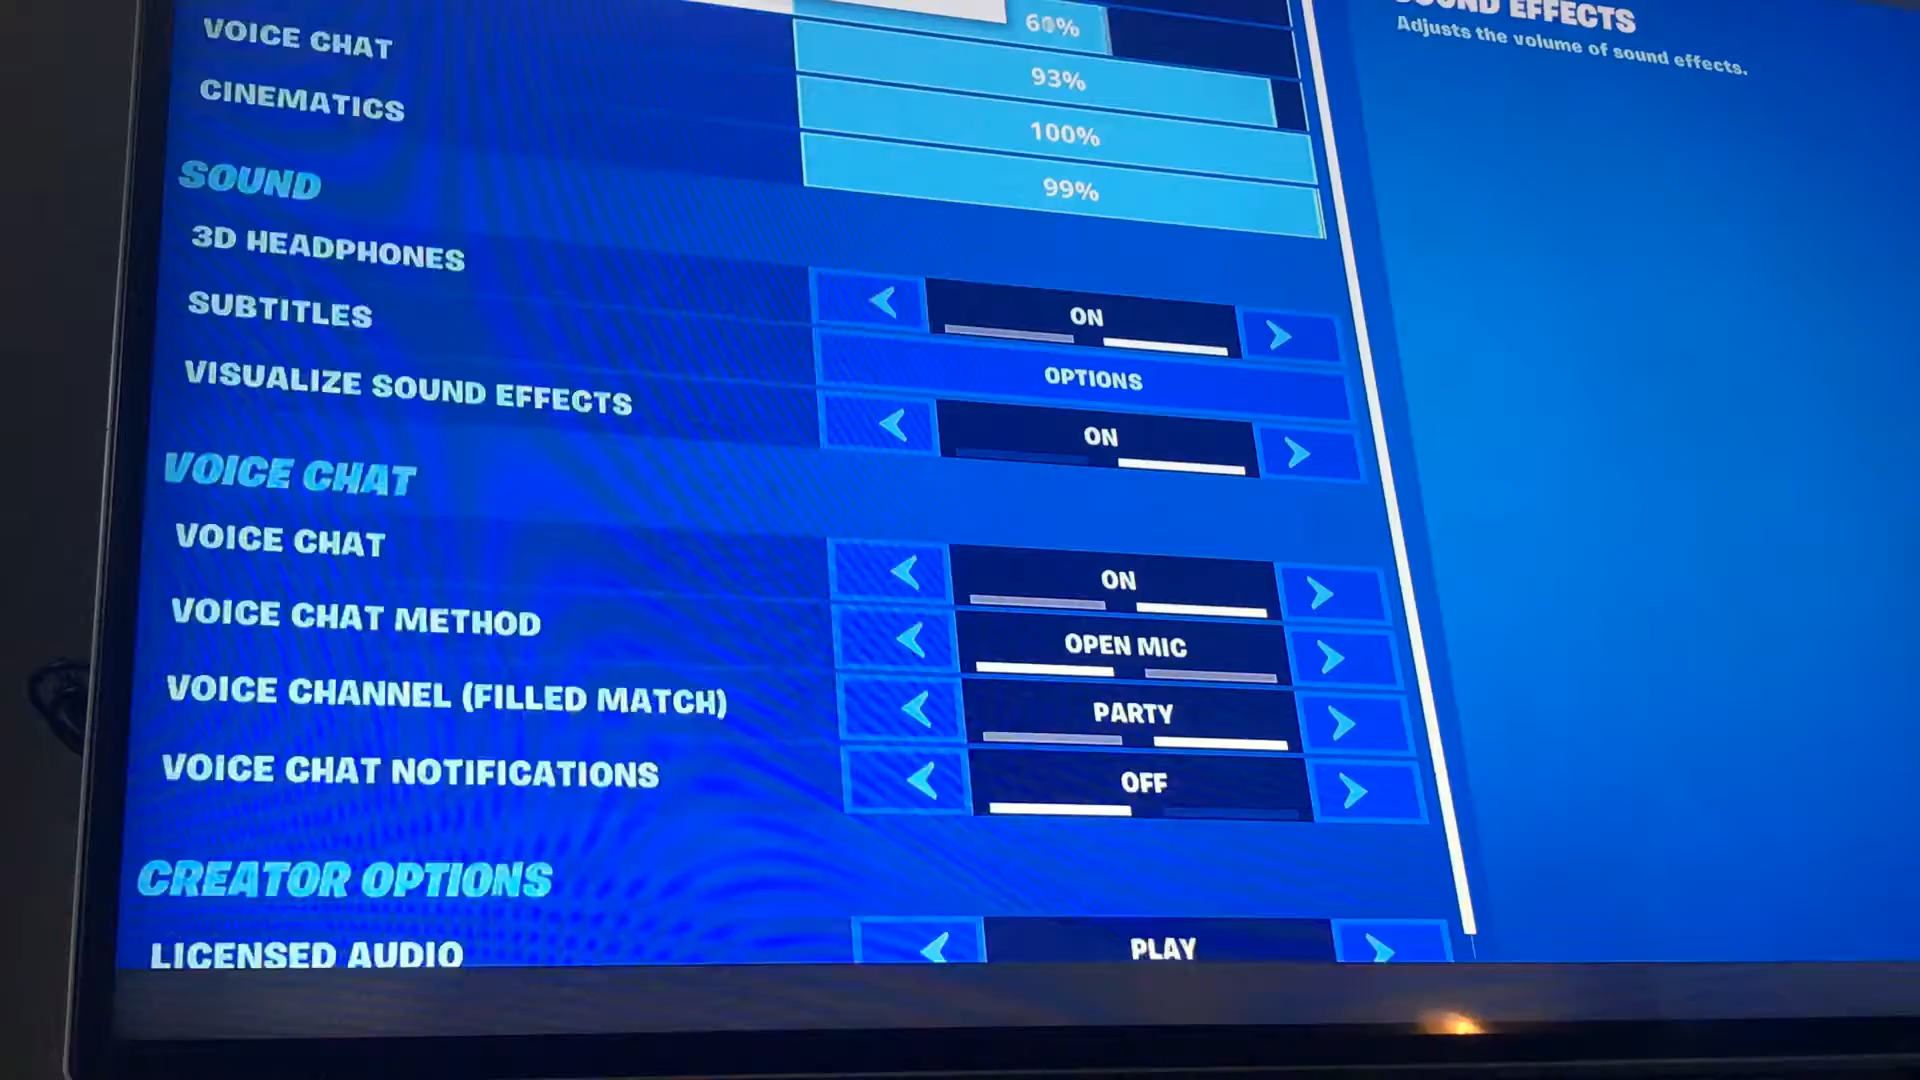 SOUND EFFECTS
Adjusts the volume of sound effects.
VOICE CHAT
93%
CINEMATICS
100%
99%
SOUND
3D HEADPHONES
ON
SUBTITLES
OPTIONS
VISUALIZE SOUND EFFECTS
ON
VOICE CHAT
VOICE CHAT
ON
VOICE CHAT METHOD
OPEN MIC
VOICE CHANNEL (FILLED MATCH)
PARTY
VOICE CHAT NOTIFICATIONS
OFF
CREATOR OPTIONS
LICENSED AUDIO
PLAY